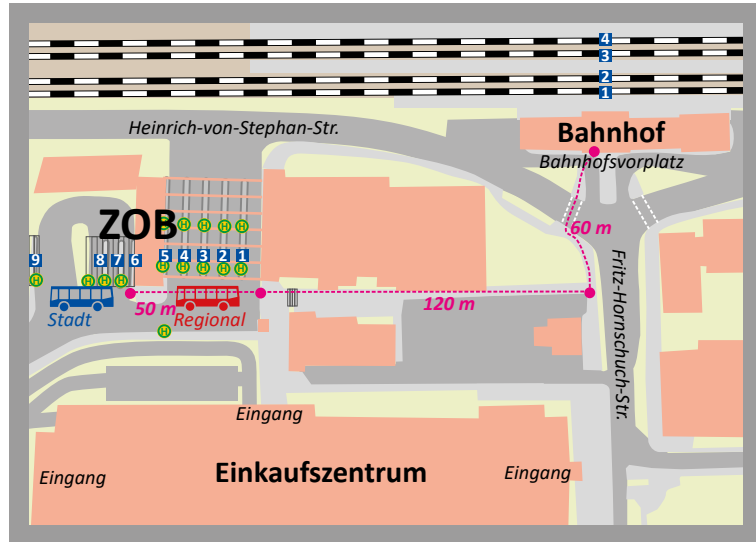 4
3
2
1
Heinrich-von-Stephan-Str.
Bahnhof
Bahnhofsvorplatz
ZOB
60 m
H H H H H
9 8 7 6 5 4 3 2 1
H H H H H H H H H
50 m
120 m
Stadt
Regional
H
Fritz-Hornschuch-Str.
Eingang
Eingang
Einkaufszentrum
Eingang